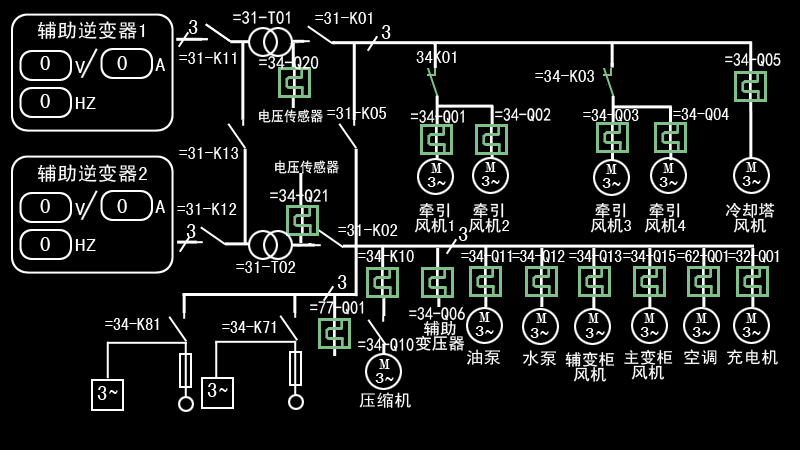 辅助逆变器1
0 V/ 0 A
0 HZ
3
=31-K11
=31-T01
=31-K01
3
=34-Q20
电压传感器
=31-K05
=31-K13
34K01
=34-K03
=34-Q05
=34-Q01
=34-Q02
=34-Q03
=34-Q04
M
3~
M
3~
M
3~
M
3~
M
3~
牵引
风机1
牵引
风机2
牵引
风机3
牵引
风机4
冷却塔
风机
辅助逆变器2
0 V/ 0 A
0 HZ
3
=31-K12
电压传感器
=34-Q21
=31-T02
=31-K02
3
3
=34-K10
=34-Q11
=34-Q12
=34-Q13
=34-Q15
=62-Q01
=32-Q01
=77-Q01
=34-Q06
辅助
变压器
=34-K81
=34-K71
=34-Q10
M
3~
M
3~
M
3~
M
3~
M
3~
M
3~
M
3~
油泵
水泵
辅变柜
风机
主变柜
风机
空调
充电机
3~
3~
压缩机